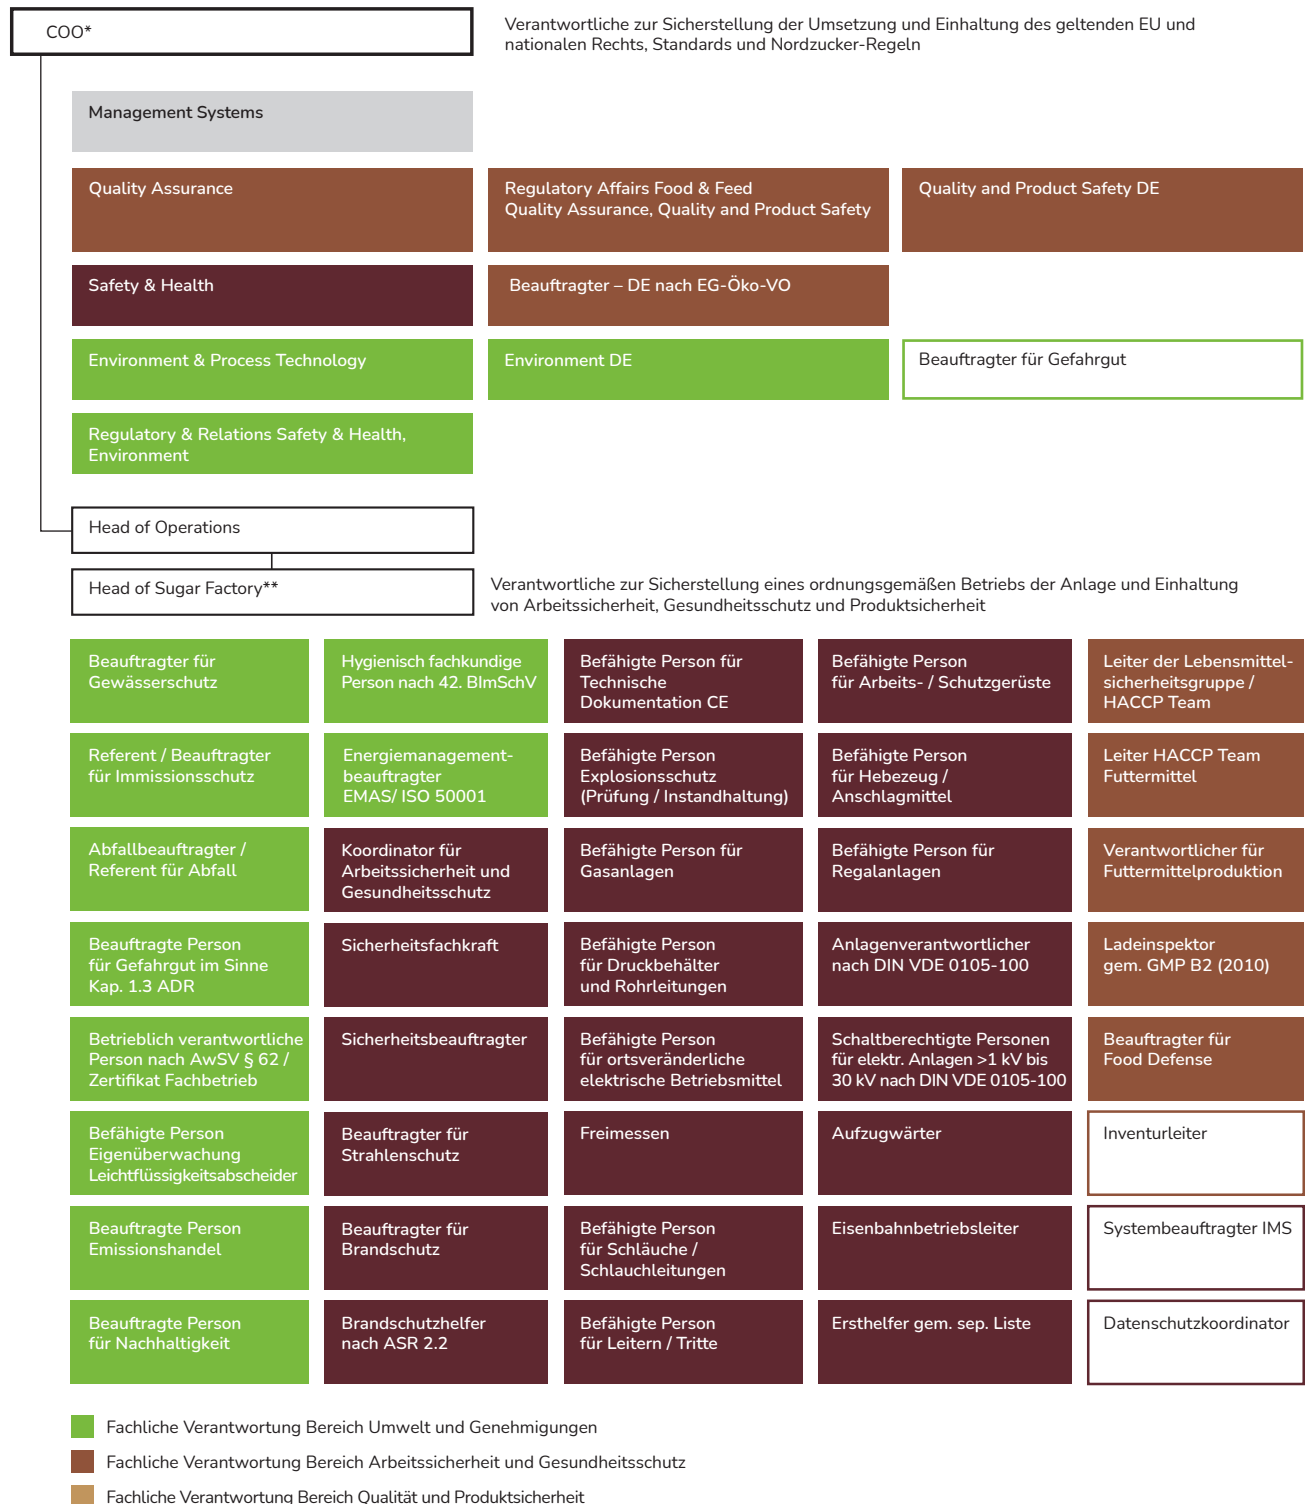 COO*
Verantwortliche zur Sicherstellung der Umsetzung und Einhaltung des geltenden EU und
nationalen Rechts, Standards und Nordzucker-Regeln
Management Systems
Quality Assurance
Regulatory Affairs Food & Feed
Quality Assurance, Quality and Product Safety
Quality and Product Safety DE
Safety & Health
Beauftragter – DE nach EG-Öko-VO
Environment & Process Technology
Environment DE
Beauftragter für Gefahrgut
Regulatory & Relations Safety & Health,
Environment
Head of Operations
Head of Sugar Factory**
Verantwortliche zur Sicherstellung eines ordnungsgemäßen Betriebs der Anlage und Einhaltung
von Arbeitssicherheit, Gesundheitsschutz und Produktsicherheit
Beauftragter für
Gewässerschutz
Hygienisch fachkundige
Person nach 42. BImSchV
Befähigte Person für
Technische
Dokumentation CE
Befähigte Person
für Arbeits- / Schutzgerüste
Leiter der Lebensmittel-
sicherheitsgruppe /
HACCP Team
Referent / Beauftragter
für Immissionsschutz
Energiemanagement-
beauftragter
EMAS/ ISO 50001
Befähigte Person
Explosionsschutz
(Prüfung / Instandhaltung)
Befähigte Person
für Hebezeug /
Anschlagmittel
Leiter HACCP Team
Futtermittel
Abfallbeauftragter /
Referent für Abfall
Koordinator für
Arbeitssicherheit und
Gesundheitsschutz
Befähigte Person für
Gasanlagen
Befähigte Person für
Regalanlagen
Verantwortlicher für
Futtermittelproduktion
Beauftragte Person
für Gefahrgut im Sinne
Kap. 1.3 ADR
Sicherheitsfachkraft
Befähigte Person
für Druckbehälter
und Rohrleitungen
Anlagenverantwortlicher
nach DIN VDE 0105-100
Ladeinspektor
gem. GMP B2 (2010)
Betrieblich verantwortliche
Person nach AwSV § 62 /
Zertifikat Fachbetrieb
Sicherheitsbeauftragter
Befähigte Person
für ortsveränderliche
elektrische Betriebsmittel
Schaltberechtigte Personen
für elektr. Anlagen >1 kV bis
30 kV nach DIN VDE 0105-100
Beauftragter für
Food Defense
Befähigte Person
Eigenüberwachung
Leichtflüssigkeitsabscheider
Beauftragter für
Strahlenschutz
Freimessen
Aufzugwärter
Inventurleiter
Beauftragte Person
Emissionshandel
Beauftragter für
Brandschutz
Befähigte Person
für Schläuche /
Schlauchleitungen
Eisenbahnbetriebsleiter
Systembeauftragter IMS
Beauftragte Person
für Nachhaltigkeit
Brandschutzhelfer
nach ASR 2.2
Befähigte Person
für Leitern / Tritte
Ersthelfer gem. sep. Liste
Datenschutzkoordinator
Fachliche Verantwortung Bereich Umwelt und Genehmigungen
Fachliche Verantwortung Bereich Arbeitssicherheit und Gesundheitsschutz
Fachliche Verantwortung Bereich Qualität und Produktsicherheit